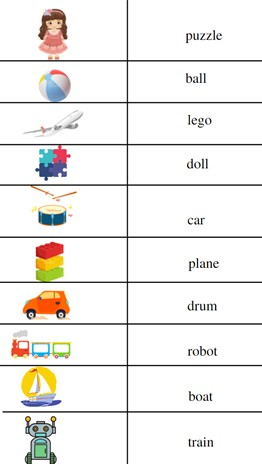 puzzle
ball
lego
doll
car
plane
drum
robot
boat
train